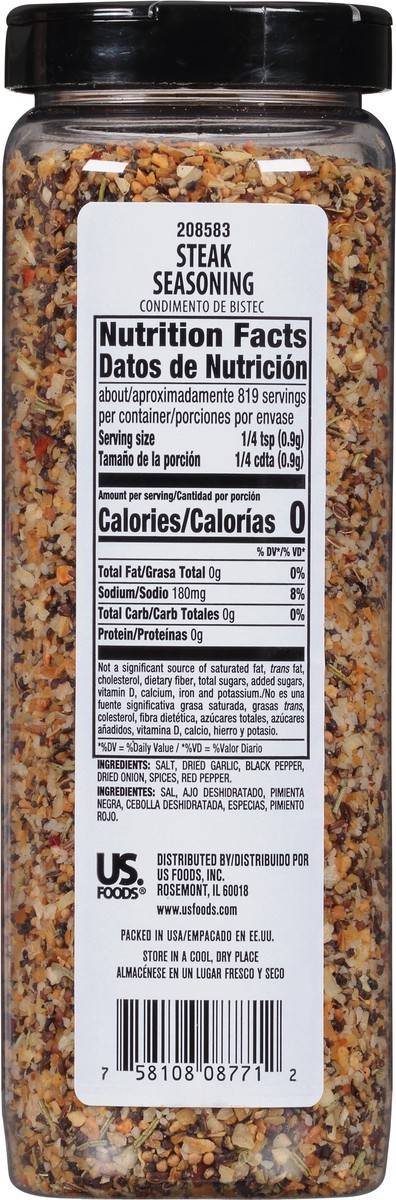 208583
STEAK
SEASONING
CONDIMENTO DE BISTEC
Nutrition Facts
Datos de Nutrición
about/aproximadamente 819 servings
per container/porciones por envase
Serving size 1/4 tsp (0.9g)
Tamaño de la porción 1/4 cdta (0.9g)
Amount per serving/Cantidad por porción
Calories/Calorías 0
% DV*/% VD*
Total Fat/Grasa Total 0g 0%
Sodium/Sodio 180mg 8%
Total Carb/Carb Totales 0g 0%
Protein/Proteínas 0g
Not a significant source of saturated fat, trans fat,
cholesterol, dietary fiber, total sugars, added sugars,
vitamin D, calcium, iron and potassium./No es una
fuente significativa grasa saturada, grasas trans,
colesterol, fibra dietética, azúcares totales, azúcares
añadidos, vitamina D, calcio, hierro y potasio.
*%DV = %Daily Value / *%VD = %Valor Diario
INGREDIENTS: SALT, DRIED GARLIC, BLACK PEPPER,
DRIED ONION, SPICES, RED PEPPER.
INGREDIENTES: SAL, AJO DESHIDRATADO, PIMIENTA
NEGRA, CEBOLLA DESHIDRATADA, ESPECIAS, PIMIENTO
ROJO.
US.
FOODS®
DISTRIBUTED BY/DISTRIBUIDO POR
US FOODS, INC.
ROSEMONT, IL 60018
www.usfoods.com
PACKED IN USA/EMPACADO EN EE.UU.
STORE IN A COOL, DRY PLACE
ALMACÉNESE EN UN LUGAR FRESCO Y SECO
7 58108 08771 2